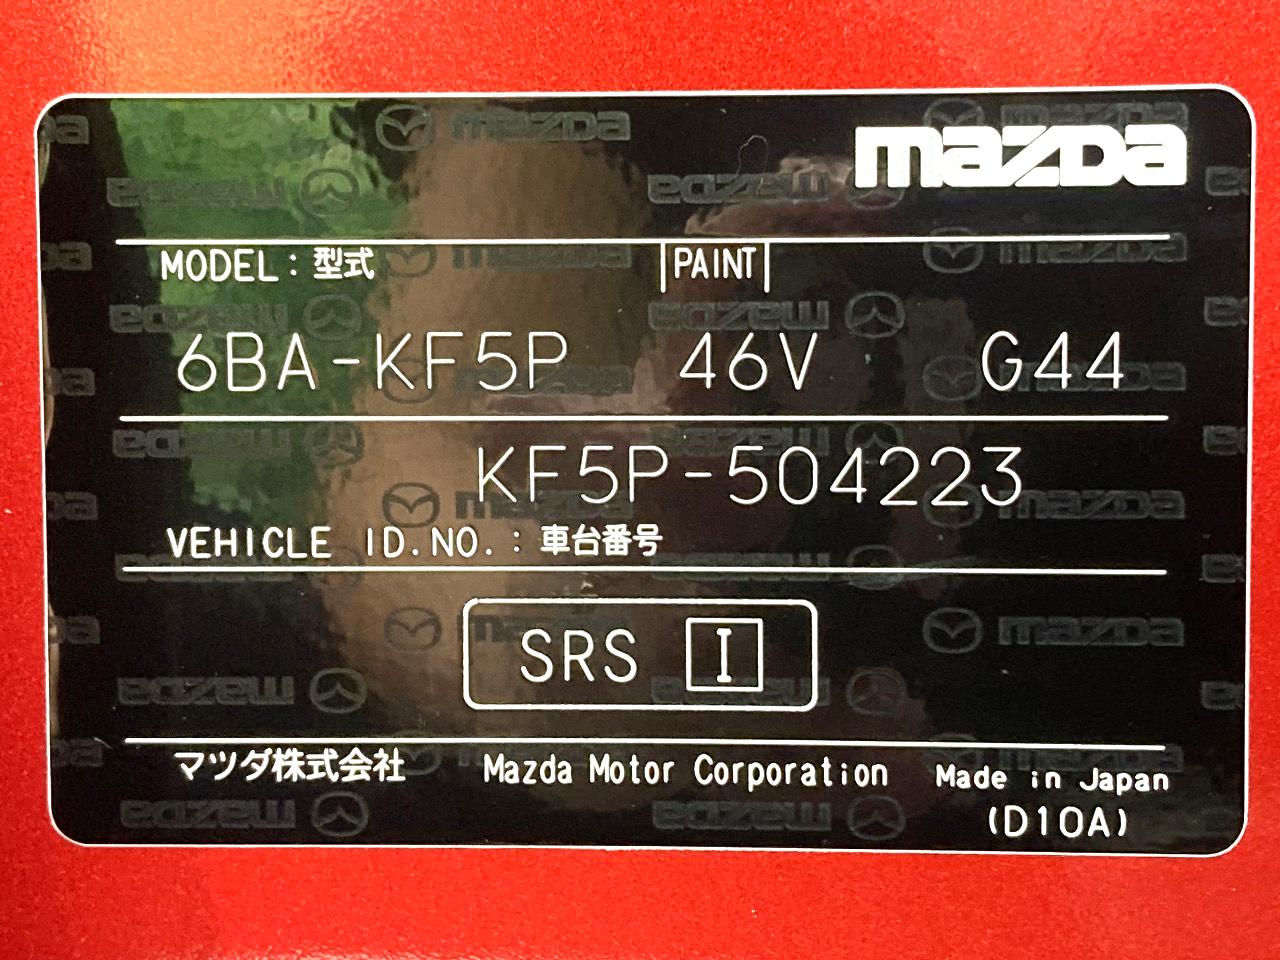 mazda
MODEL : 型式 PAINT
6BA-KF5P 46V G44
KF5P-504223
VEHICLE ID.NO. : 車台番号
SRS I
マツダ株式会社 Mazda Motor Corporation Made in Japan
(D10A)